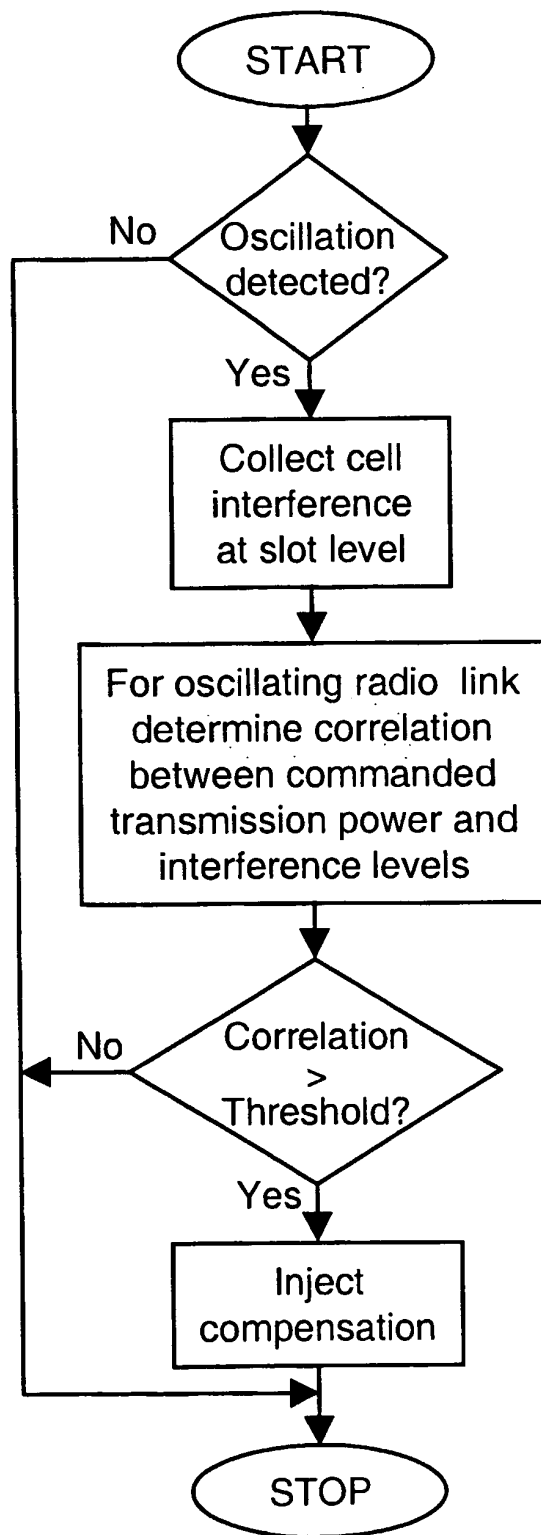 START
No
Oscillation
detected?
Yes
Collect cell
interference
at slot level
For oscillating radio link
determine correlation
between commanded
transmission power and
interference levels
No
Correlation
>
Threshold?
Yes
Inject
compensation
STOP